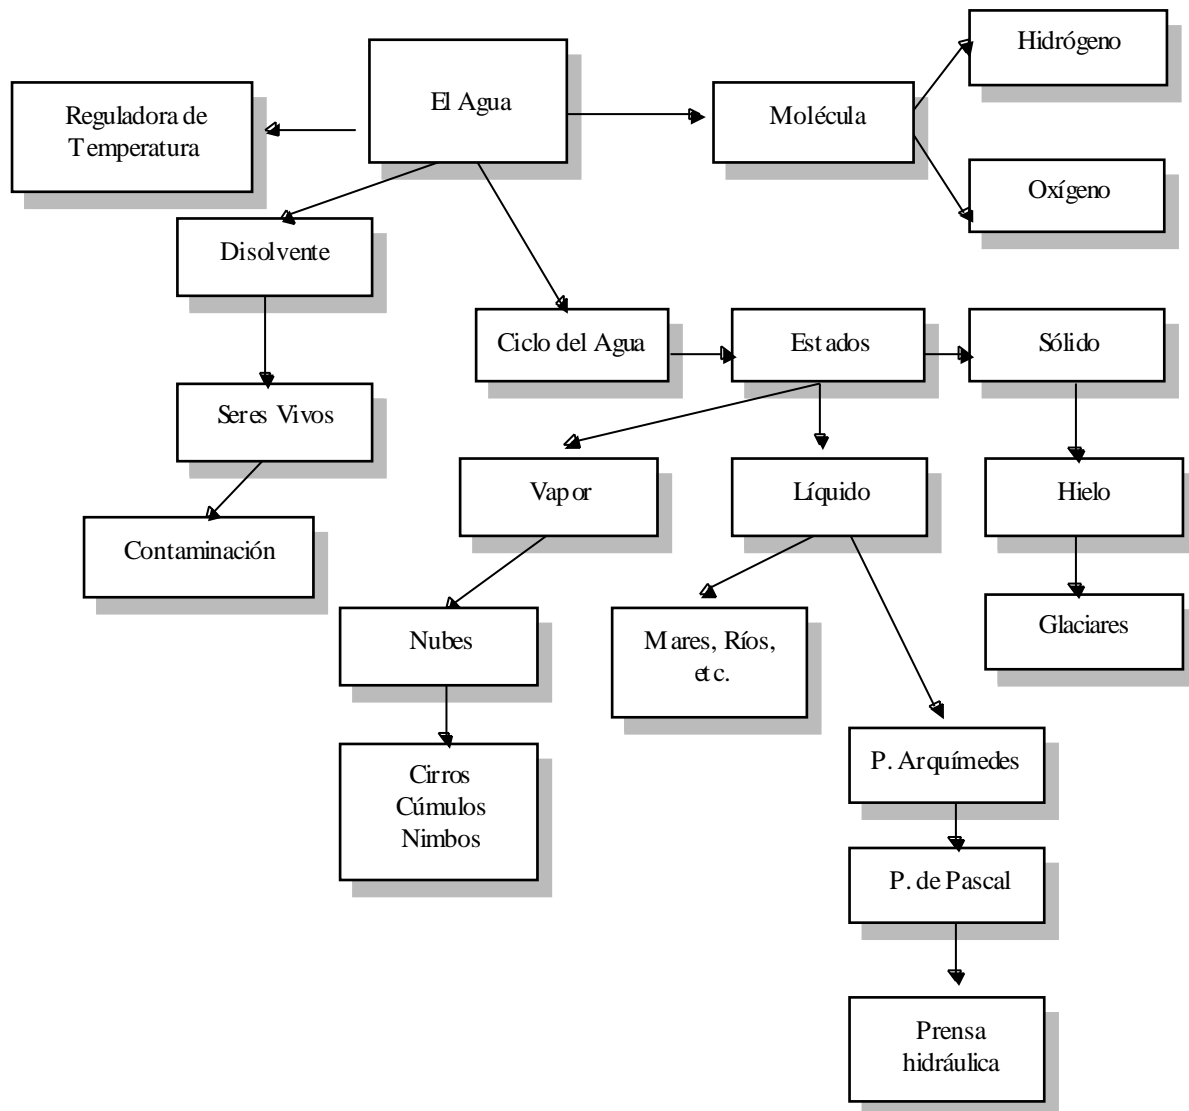 Hidrógeno
El Agua
Molécula
Reguladora de
Temperatura
Oxígeno
Disolvente
Ciclo del Agua
Estados
Sólido
Seres Vivos
Vapor
Líquido
Hielo
Contaminación
Nubes
Mares, Ríos,
etc.
Glaciares
P. Arquímedes
Cirros
Cúmulos
Nimbos
P. de Pascal
Prensa
hidráulica